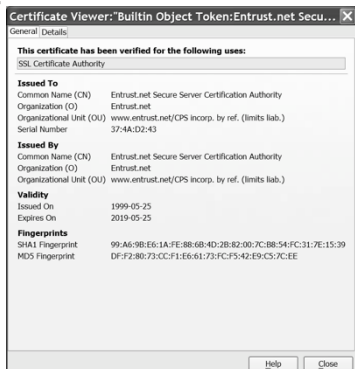 Certificate Viewer:"Builtin Object Token:Entrust.net Secu...
General Details
This certificate has been verified for the following uses:
SSL Certificate Authority
Issued To
Common Name (CN) Entrust.net Secure Server Certification Authority
Organization (O) Entrust.net
Organizational Unit (OU) www.entrust.net/CPS incorp. by ref. (limits liab.)
Serial Number 37:4A:D2:43
Issued By
Common Name (CN) Entrust.net Secure Server Certification Authority
Organization (O) Entrust.net
Organizational Unit (OU) www.entrust.net/CPS incorp. by ref. (limits liab.)
Validity
Issued On 1999-05-25
Expires On 2019-05-25
Fingerprints
SHA1 Fingerprint 99:A6:9B:E6:1A:FE:88:6B:4D:2B:82:00:7C:B8:54:FC:31:7E:15:39
MD5 Fingerprint DF:F2:80:73:CC:F1:E6:61:73:FC:F5:42:E9:C5:7C:EE
Help Close